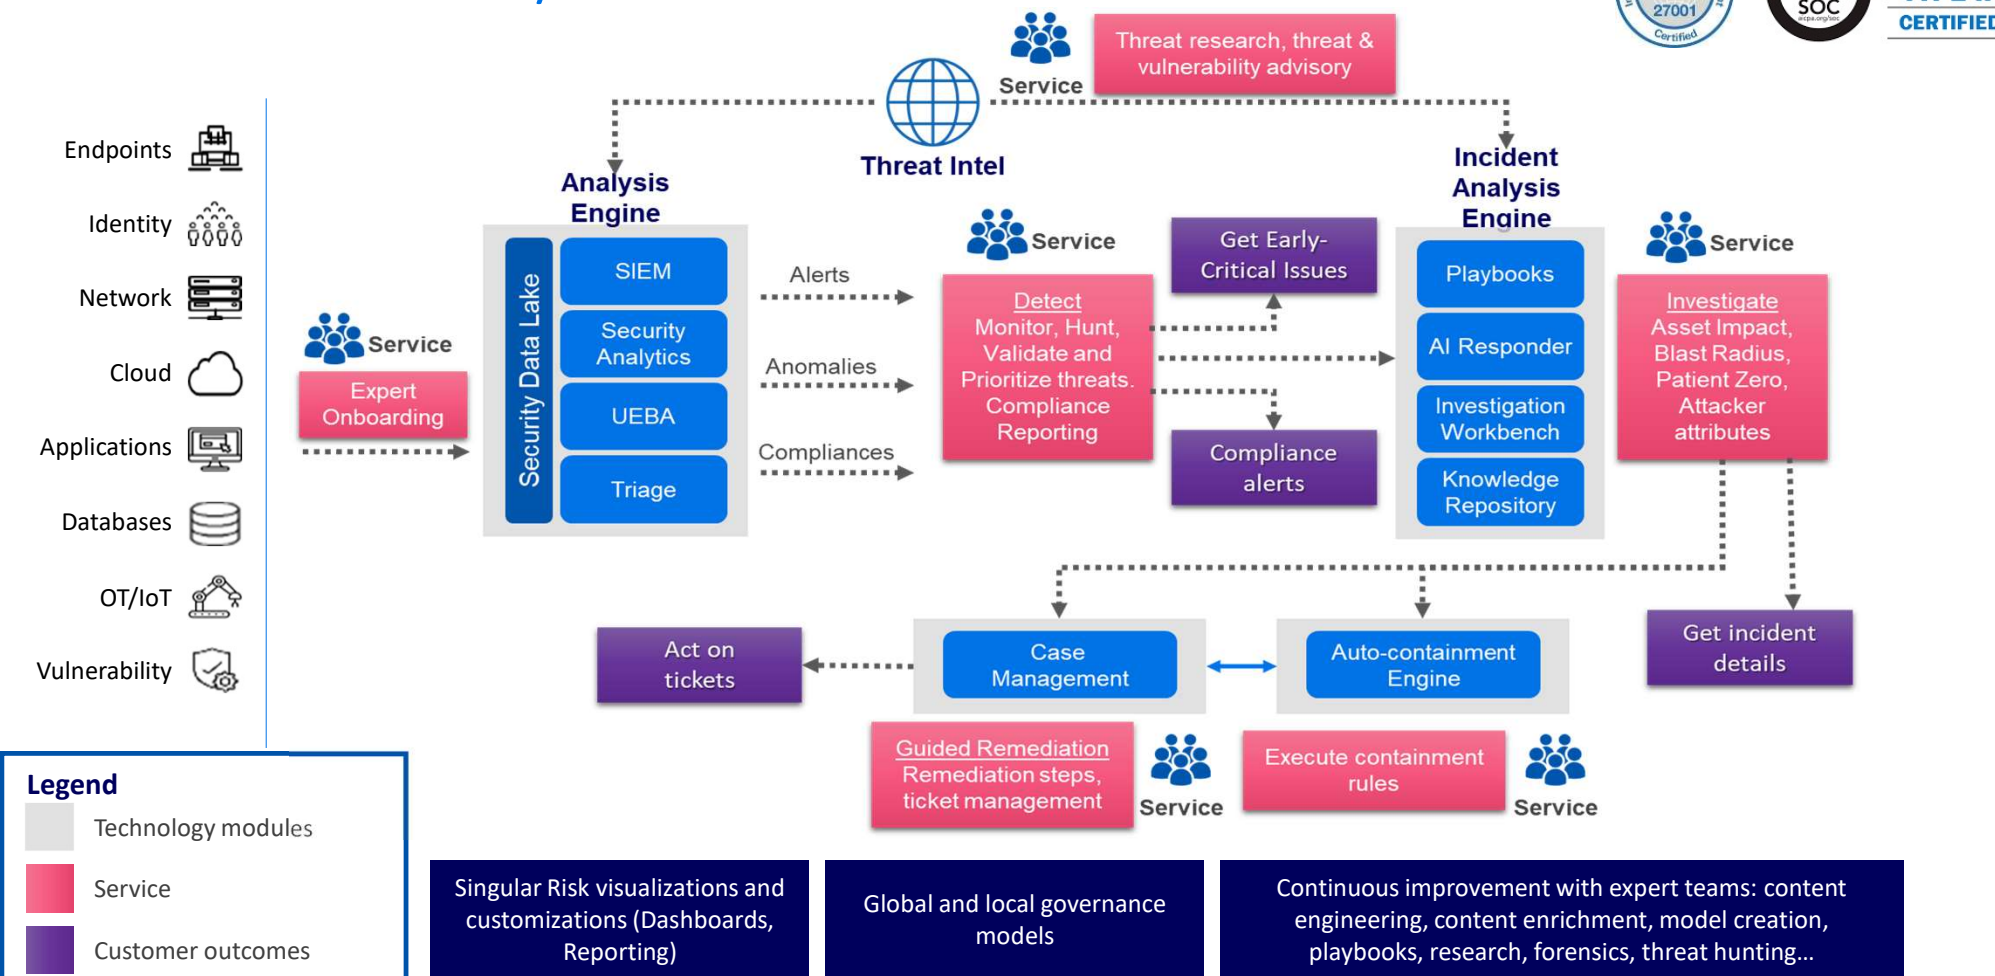 27001
Certified
SOC
aicpa.org/soc
CERTIFIED
Threat research, threat &
vulnerability advisory
Service
Threat Intel
Endpoints
Identity
Network
Cloud
Applications
Databases
OT/IoT
Vulnerability
Service
Expert
Onboarding
Analysis
Engine
Security Data Lake
SIEM
Security
Analytics
UEBA
Triage
Alerts
Anomalies
Compliances
Service
Detect
Monitor, Hunt,
Validate and
Prioritize threats.
Compliance
Reporting
Get Early-
Critical Issues
Compliance
alerts
Incident
Analysis
Engine
Playbooks
AI Responder
Investigation
Workbench
Knowledge
Repository
Service
Investigate
Asset Impact,
Blast Radius,
Patient Zero,
Attacker
attributes
Act on
tickets
Case
Management
Auto-containment
Engine
Get incident
details
Guided Remediation
Remediation steps,
ticket management
Service
Execute containment
rules
Service
Legend
Technology modules
Service
Customer outcomes
Singular Risk visualizations and
customizations (Dashboards,
Reporting)
Global and local governance
models
Continuous improvement with expert teams: content
engineering, content enrichment, model creation,
playbooks, research, forensics, threat hunting...